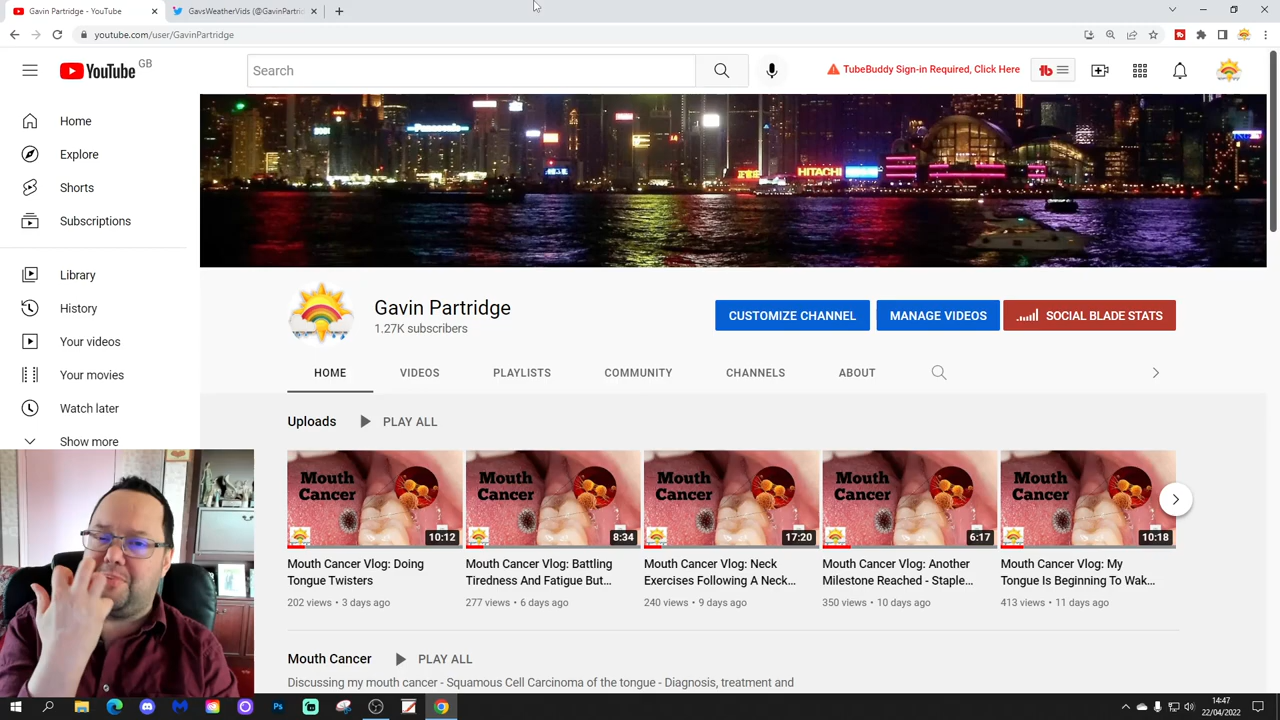 Gavin Partridge - YouTube
GavsWeatherVids (@GavinPartrid
youtube.com/user/GavinPartridge
YouTube GB
Search
TubeBuddy Sign-in Required, Click Here
tb
Home
Explore
Shorts
Subscriptions
Library
History
Your videos
Your movies
Watch later
Show more
HITACHI
Gavin Partridge
1.27K subscribers
CUSTOMIZE CHANNEL
MANAGE VIDEOS
SOCIAL BLADE STATS
HOME
VIDEOS
PLAYLISTS
COMMUNITY
CHANNELS
ABOUT
Uploads
PLAY ALL
Mouth
Cancer
10:12
Mouth
Cancer
8:34
Mouth
Cancer
17:20
Mouth
Cancer
6:17
Mouth
Cancer
10:18
Mouth Cancer Vlog: Doing
Tongue Twisters
202 views • 3 days ago
Mouth Cancer Vlog: Battling
Tiredness And Fatigue But...
277 views • 6 days ago
Mouth Cancer Vlog: Neck
Exercises Following A Neck...
240 views • 9 days ago
Mouth Cancer Vlog: Another
Milestone Reached - Staple...
350 views • 10 days ago
Mouth Cancer Vlog: My
Tongue Is Beginning To Wak...
413 views • 11 days ago
Mouth Cancer
PLAY ALL
Discussing my mouth cancer - Squamous Cell Carcinoma of the tongue - Diagnosis, treatment and
14:47
22/04/2022